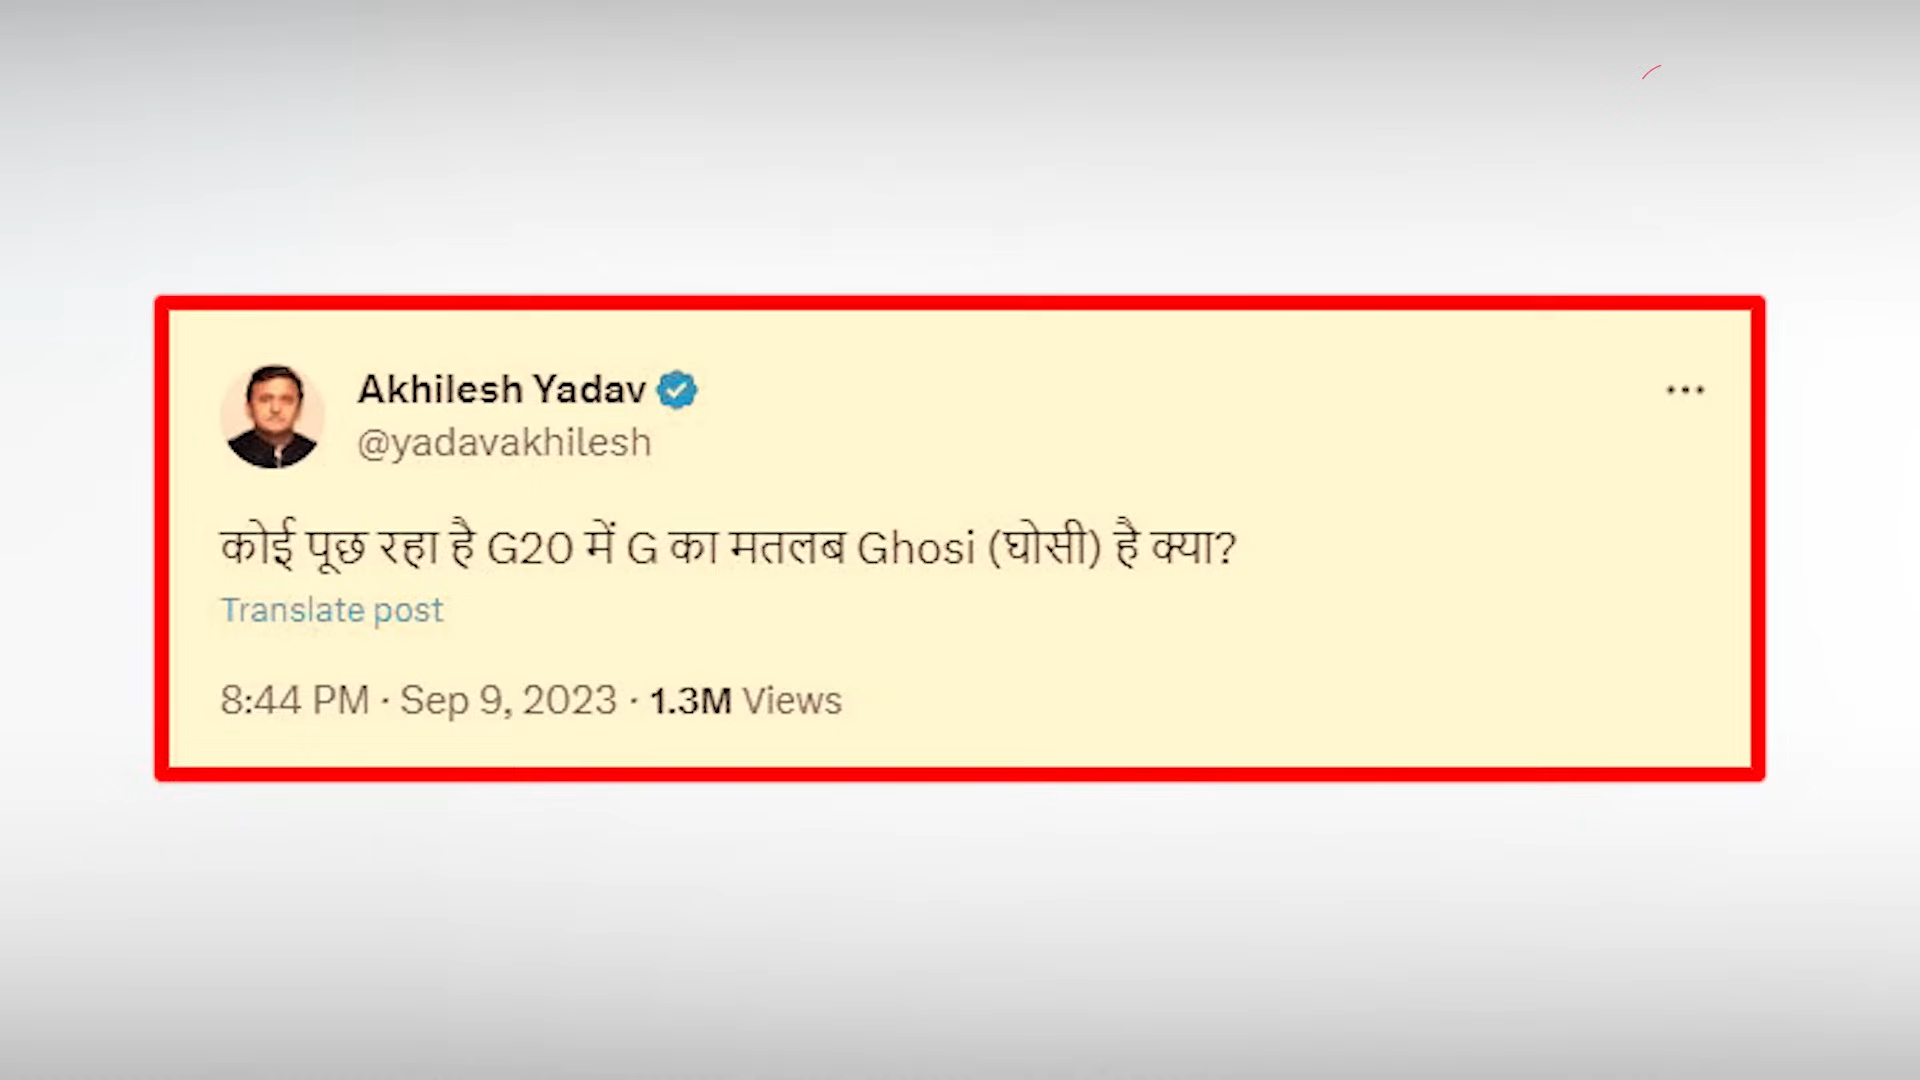 Akhilesh Yadav
@yadavakhilesh
कोई पूछ रहा है G20 में G का मतलब Ghosi (घोसी) है क्या?
Translate post
8:44 PM · Sep 9, 2023 · 1.3M Views